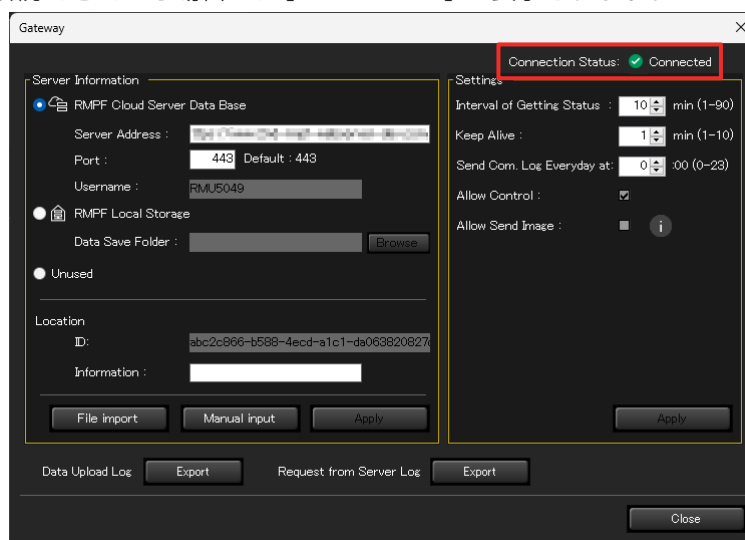 Gateway
Connection Status: Connected
Server Information
RMPF Cloud Server Data Base
Server Address :
Port : 443 Default : 443
Username : RMU5049
RMPF Local Storage
Data Save Folder : Browse
Unused
Location
ID: abc2c866-b588-4ecd-a1c1-da063820827
Information :
File import Manual input Apply
Settings
Interval of Getting Status : 10 min (1-90)
Keep Alive : 1 min (1-10)
Send Com. Log Everyday at: 0 :00 (0-23)
Allow Control :
Allow Send Image : i
Apply
Data Upload Log Export Request from Server Log Export
Close